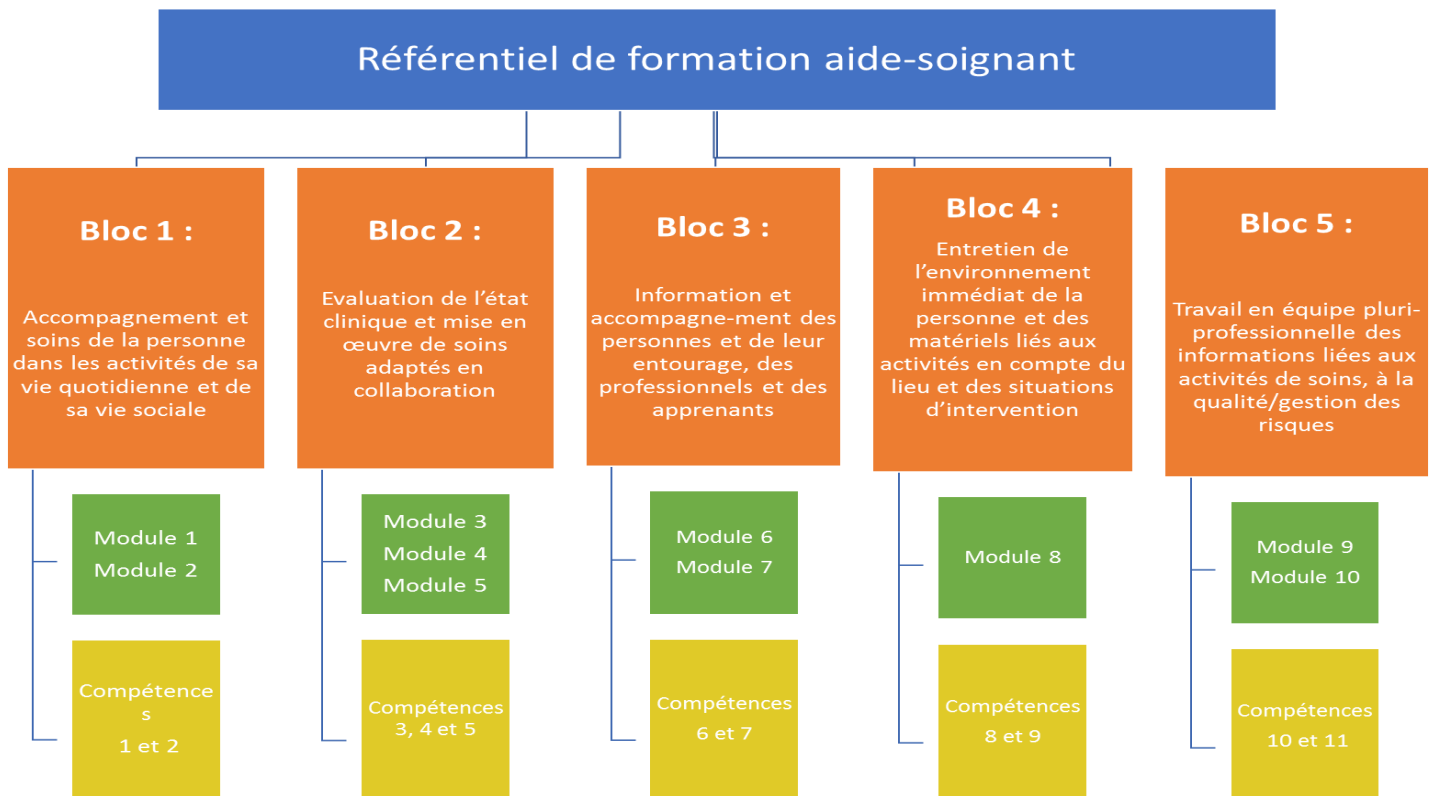 Référentiel de formation aide-soignant
Bloc 1 :
Accompagnement et
soins de la personne
dans les activités de sa
vie quotidienne et de
sa vie sociale
Module 1
Module 2
Compétence
s
1 et 2
Bloc 2 :
Evaluation de l’état
clinique et mise en
œuvre de soins
adaptés en
collaboration
Module 3
Module 4
Module 5
Compétences
3, 4 et 5
Bloc 3 :
Information et
accompagne-ment des
personnes et de leur
entourage, des
professionnels et des
apprenants
Module 6
Module 7
Compétences
6 et 7
Bloc 4 :
Entretien de
l’environnement
immédiat de la
personne et des
matériels liés aux
activités en compte du
lieu et des situations
d’intervention
Module 8
Compétences
8 et 9
Bloc 5 :
Travail en équipe pluri-
professionnelle des
informations liées aux
activités de soins, à la
qualité/gestion des
risques
Module 9
Module 10
Compétences
10 et 11